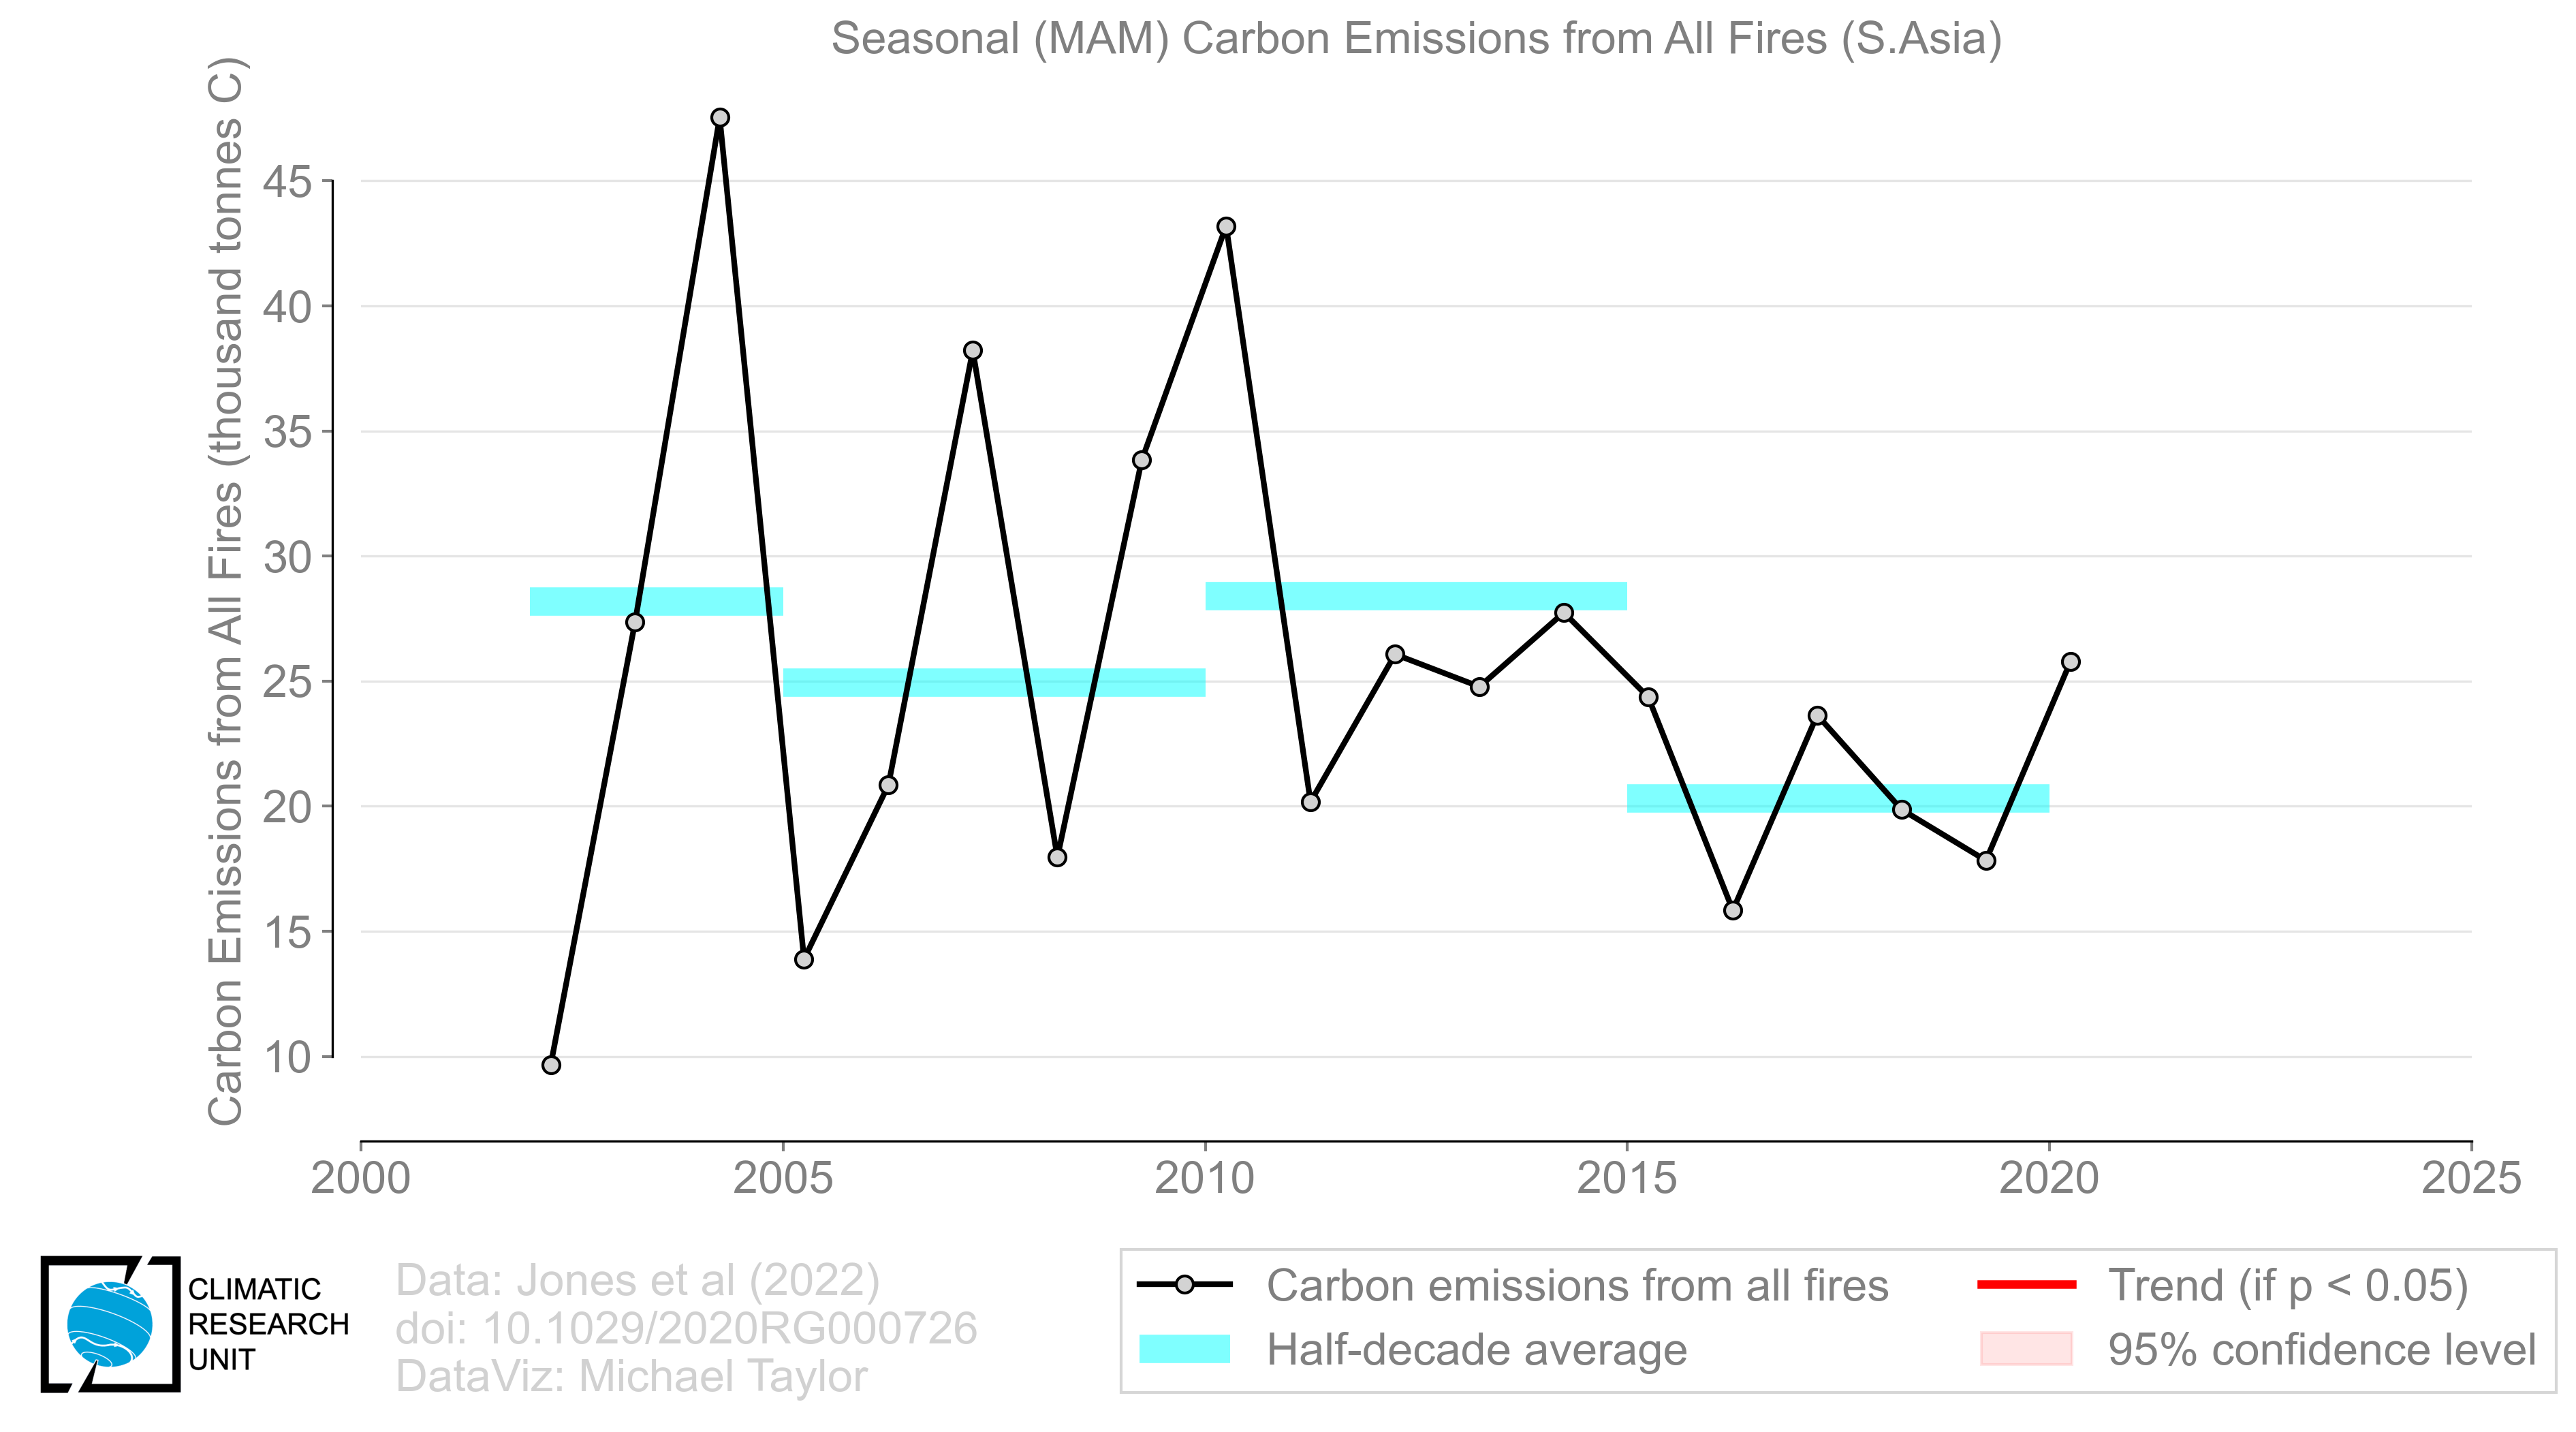 Seasonal (MAM) Carbon Emissions from All Fires (S.Asia)
Carbon Emissions from All Fires (thousand tonnes C)
45
40
35
30
25
20
15
10
2000 2005 2010 2015 2020 2025
CLIMATIC
RESEARCH
UNIT
Data: Jones et al (2022)
doi: 10.1029/2020RG000726
DataViz: Michael Taylor
Carbon emissions from all fires
Half-decade average
Trend (if p < 0.05)
95% confidence level